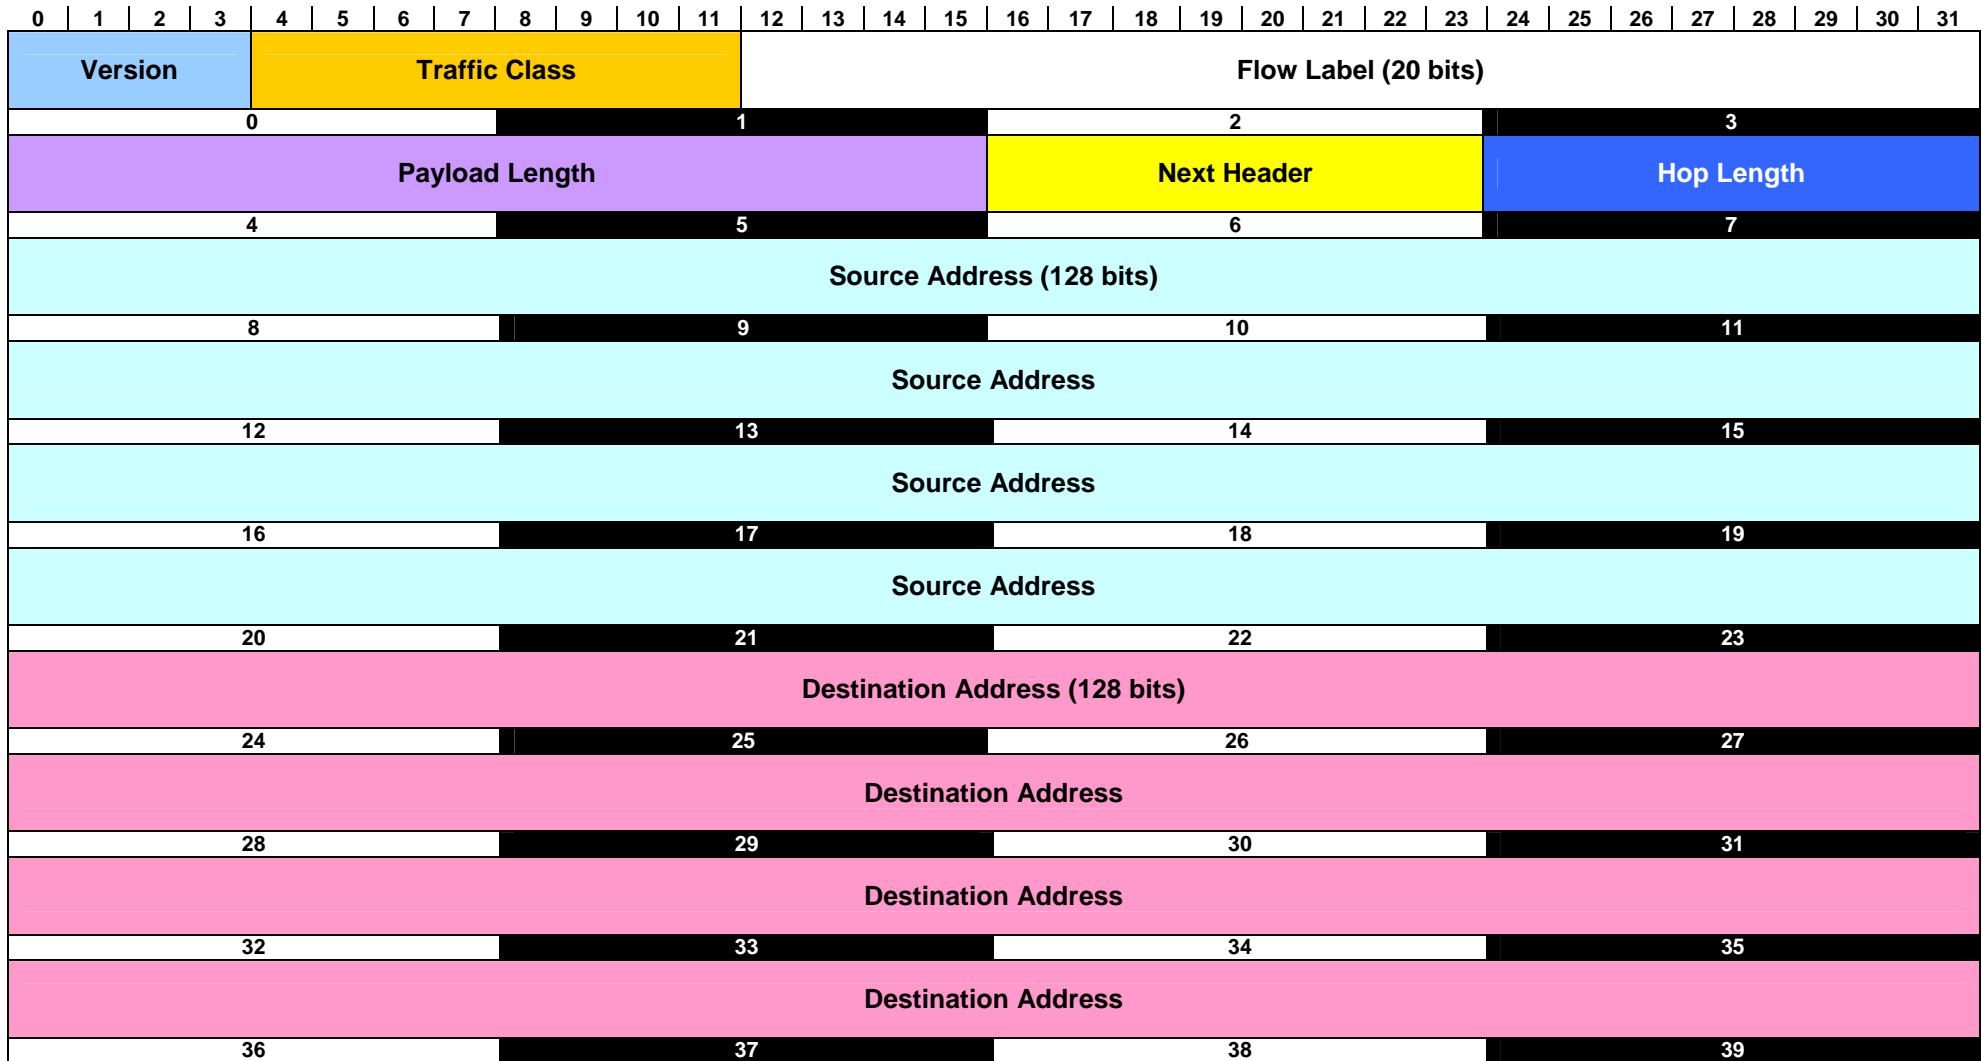 0 1 2 3 4 5 6 7 8 9 10 11 12 13 14 15 16 17 18 19 20 21 22 23 24 25 26 27 28 29 30 31
Version Traffic Class Flow Label (20 bits)
0 1 2 3
Payload Length Next Header Hop Length
4 5 6 7
Source Address (128 bits)
8 9 10 11
Source Address
12 13 14 15
Source Address
16 17 18 19
Source Address
20 21 22 23
Destination Address (128 bits)
24 25 26 27
Destination Address
28 29 30 31
Destination Address
32 33 34 35
Destination Address
36 37 38 39